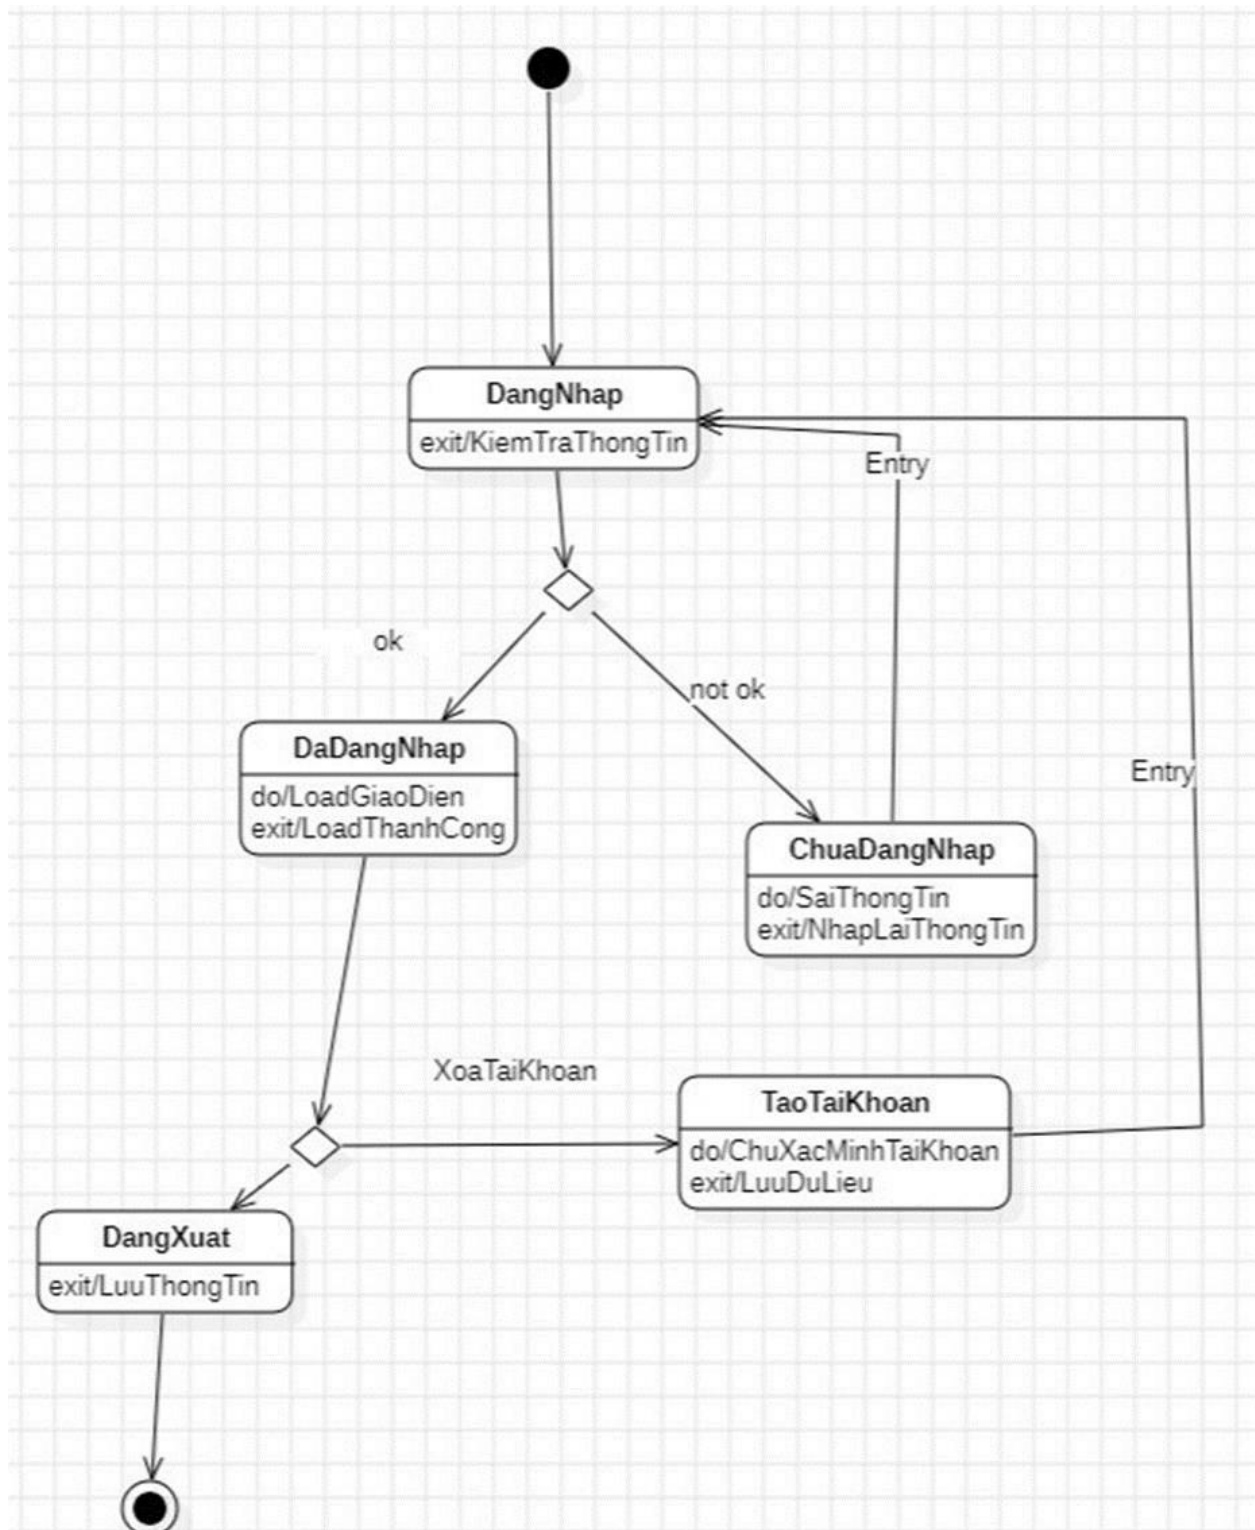 DangNhap
exit/KiemTraThongTin
Entry
ok
not ok
DaDangNhap
do/LoadGiaoDien
exit/LoadThanhCong
Entry
ChuaDangNhap
do/SaiThongTin
exit/NhapLaiThongTin
XoaTaiKhoan
TaoTaiKhoan
do/ChuXacMinhTaiKhoan
exit/LuuDuLieu
DangXuat
exit/LuuThongTin